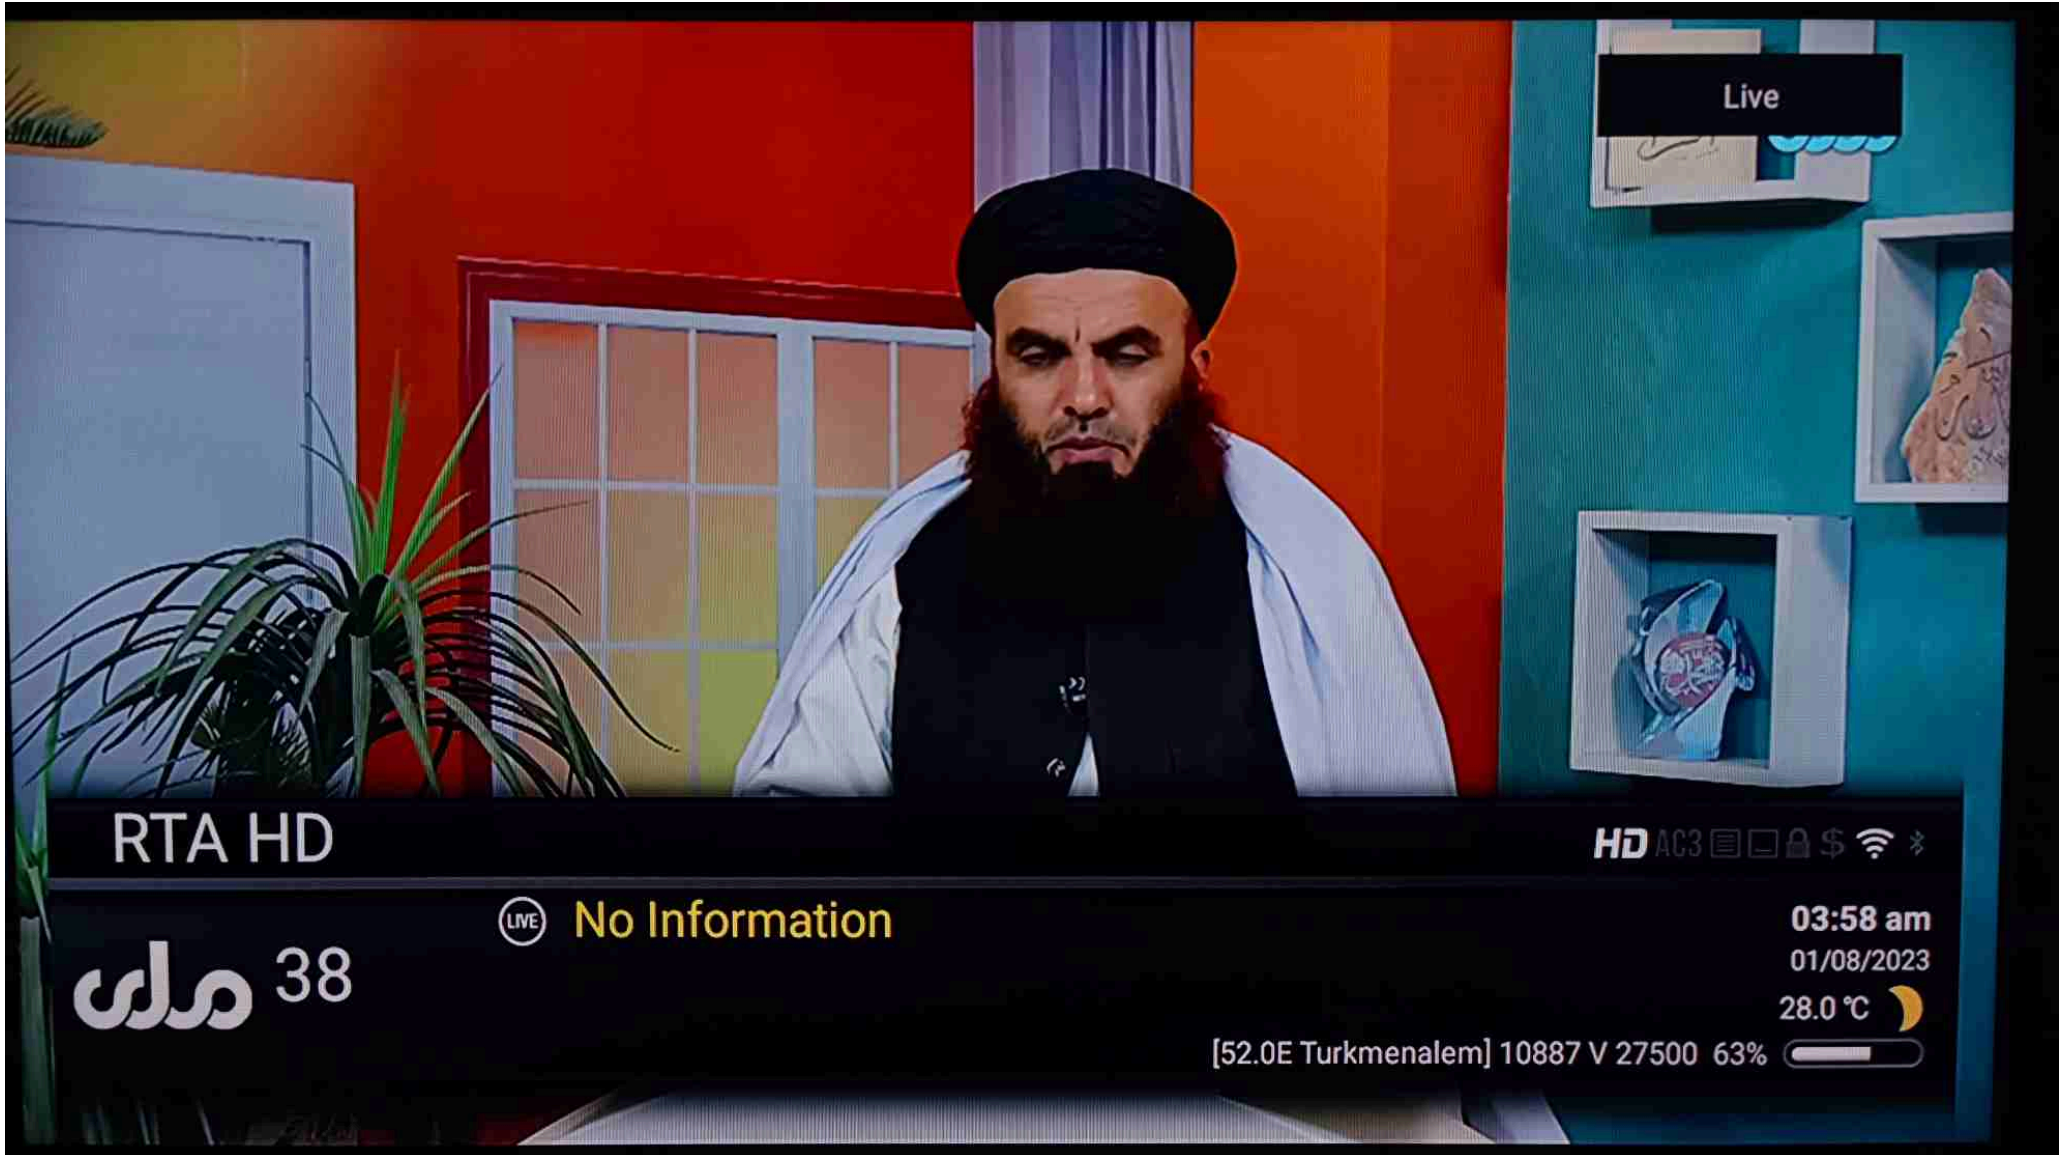 Live
RTA HD
HD AC3 $
LIVE No Information
03:58 am
ملی 38
01/08/2023
28.0 °C
[52.0E Turkmenalem] 10887 V 27500 63%